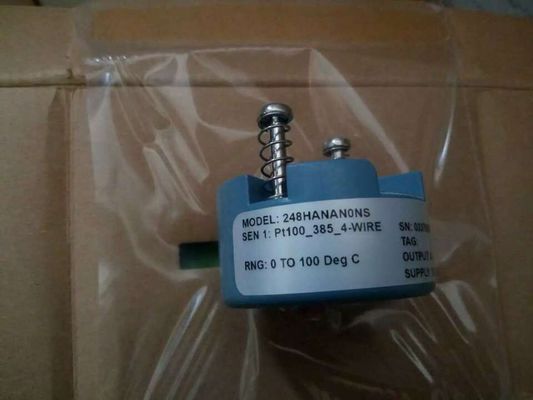 MODEL: 248HANAN0NS
SEN 1: Pt100_385_4-WIRE
RNG: 0 TO 100 Deg C
SN:
TAG:
OUTPUT
SUPPLY